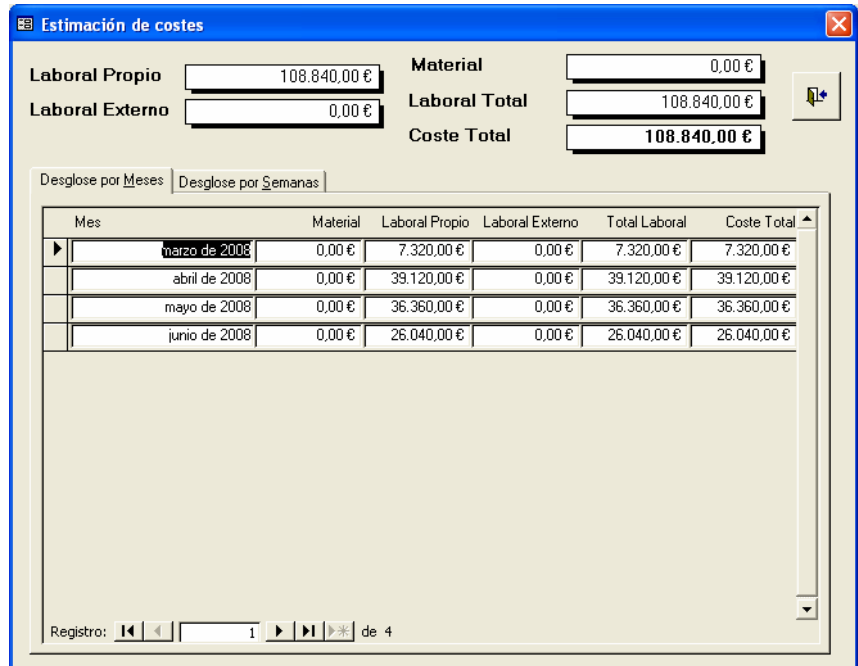 Estimación de costes
Laboral Propio 108.840,00 € Material 0,00 €
Laboral Externo 0,00 € Laboral Total 108.840,00 €
Coste Total 108.840,00 €
Desglose por Meses Desglose por Semanas
Mes Material Laboral Propio Laboral Externo Total Laboral Coste Total
marzo de 2008 0,00 € 7.320,00 € 0,00 € 7.320,00 € 7.320,00 €
abril de 2008 0,00 € 39.120,00 € 0,00 € 39.120,00 € 39.120,00 €
mayo de 2008 0,00 € 36.360,00 € 0,00 € 36.360,00 € 36.360,00 €
junio de 2008 0,00 € 26.040,00 € 0,00 € 26.040,00 € 26.040,00 €
Registro: 1 de 4